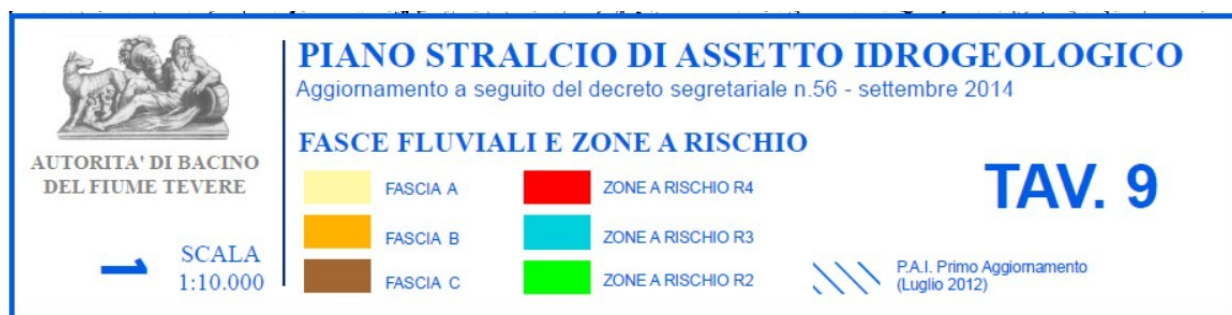 PIANO STRALCIO DI ASSETTO IDROGEOLOGICO
Aggiornamento a seguito del decreto segretariale n.56 - settembre 2014
AUTORITA' DI BACINO
DEL FIUME TEVERE
SCALA
1:10.000
FASCE FLUVIALI E ZONE A RISCHIO
FASCIA A
FASCIA B
FASCIA C
ZONE A RISCHIO R4
ZONE A RISCHIO R3
ZONE A RISCHIO R2
TAV. 9
P.A.I. Primo Aggiornamento
(Luglio 2012)